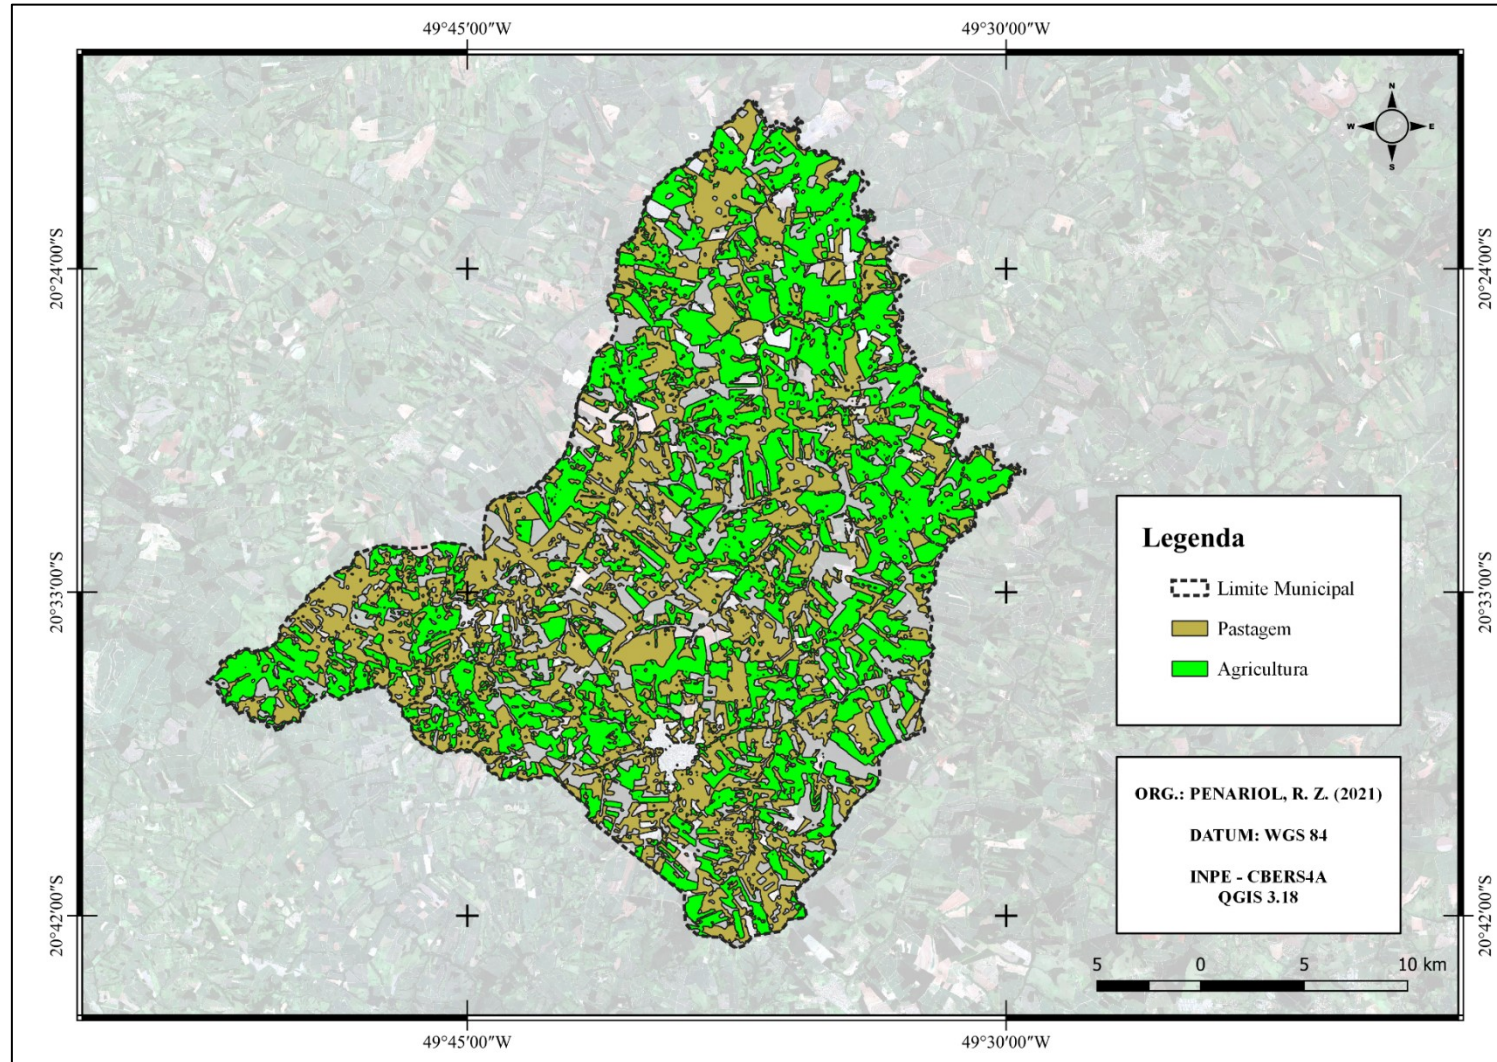 49°45′00″W
49°30′00″W
N
W
E
S
20°24′00″S
20°24′00″S
20°33′00″S
20°33′00″S
20°42′00″S
20°42′00″S
Legenda
Limite Municipal
Pastagem
Agricultura
ORG.: PENARIOL, R. Z. (2021)
DATUM: WGS 84
INPE - CBERS4A
QGIS 3.18
5 0 5 10 km
49°45′00″W
49°30′00″W